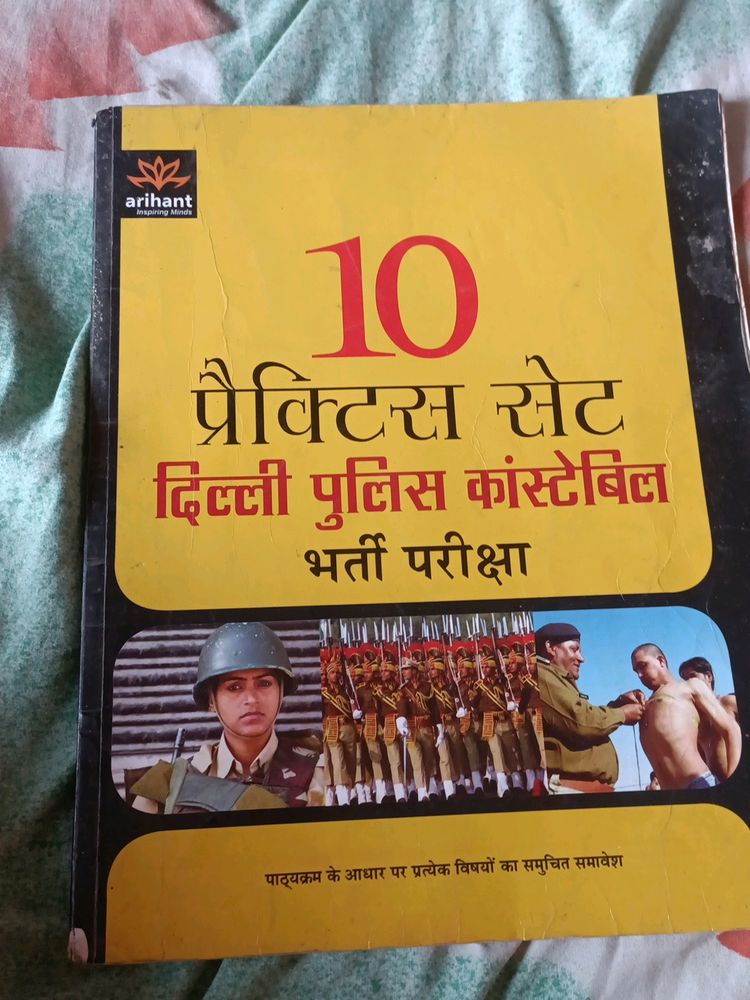 arihant
Inspiring Minds
10
प्रैक्टिस सेट
दिल्ली पुलिस कांस्टेबिल
भर्ती परीक्षा
पाठ्यक्रम के आधार पर प्रत्येक विषयों का समुचित समावेश